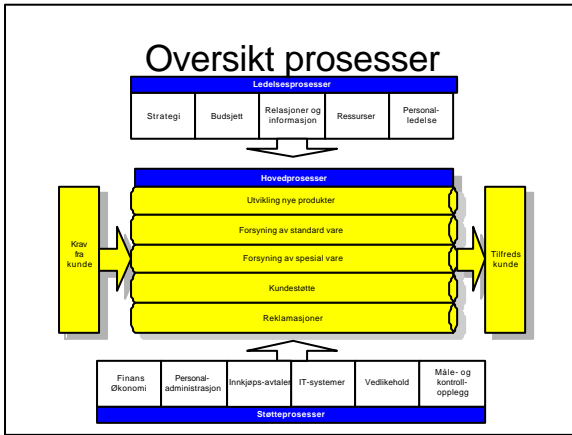 Oversikt prosesser
Ledelsesprosesser
Strategi
Budsjett
Relasjoner og
informasjon
Ressurser
Personal-
ledelse
Hovedprosesser
Krav
fra
kunde
Utvikling nye produkter
Forsyning av standard vare
Forsyning av spesial vare
Kundestøtte
Reklamasjoner
Tilfreds
kunde
Finans
Økonomi
Personal-
administrasjon
Innkjøps-avtaler
IT-systemer
Vedlikehold
Måle- og
kontroll-
opplegg
Støtteprosesser